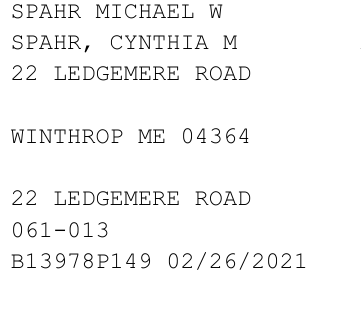 SPAHR MICHAEL W
SPAHR, CYNTHIA M
22 LEDGEMERE ROAD
WINTHROP ME 04364
22 LEDGEMERE ROAD
061-013
B13978P149 02/26/2021